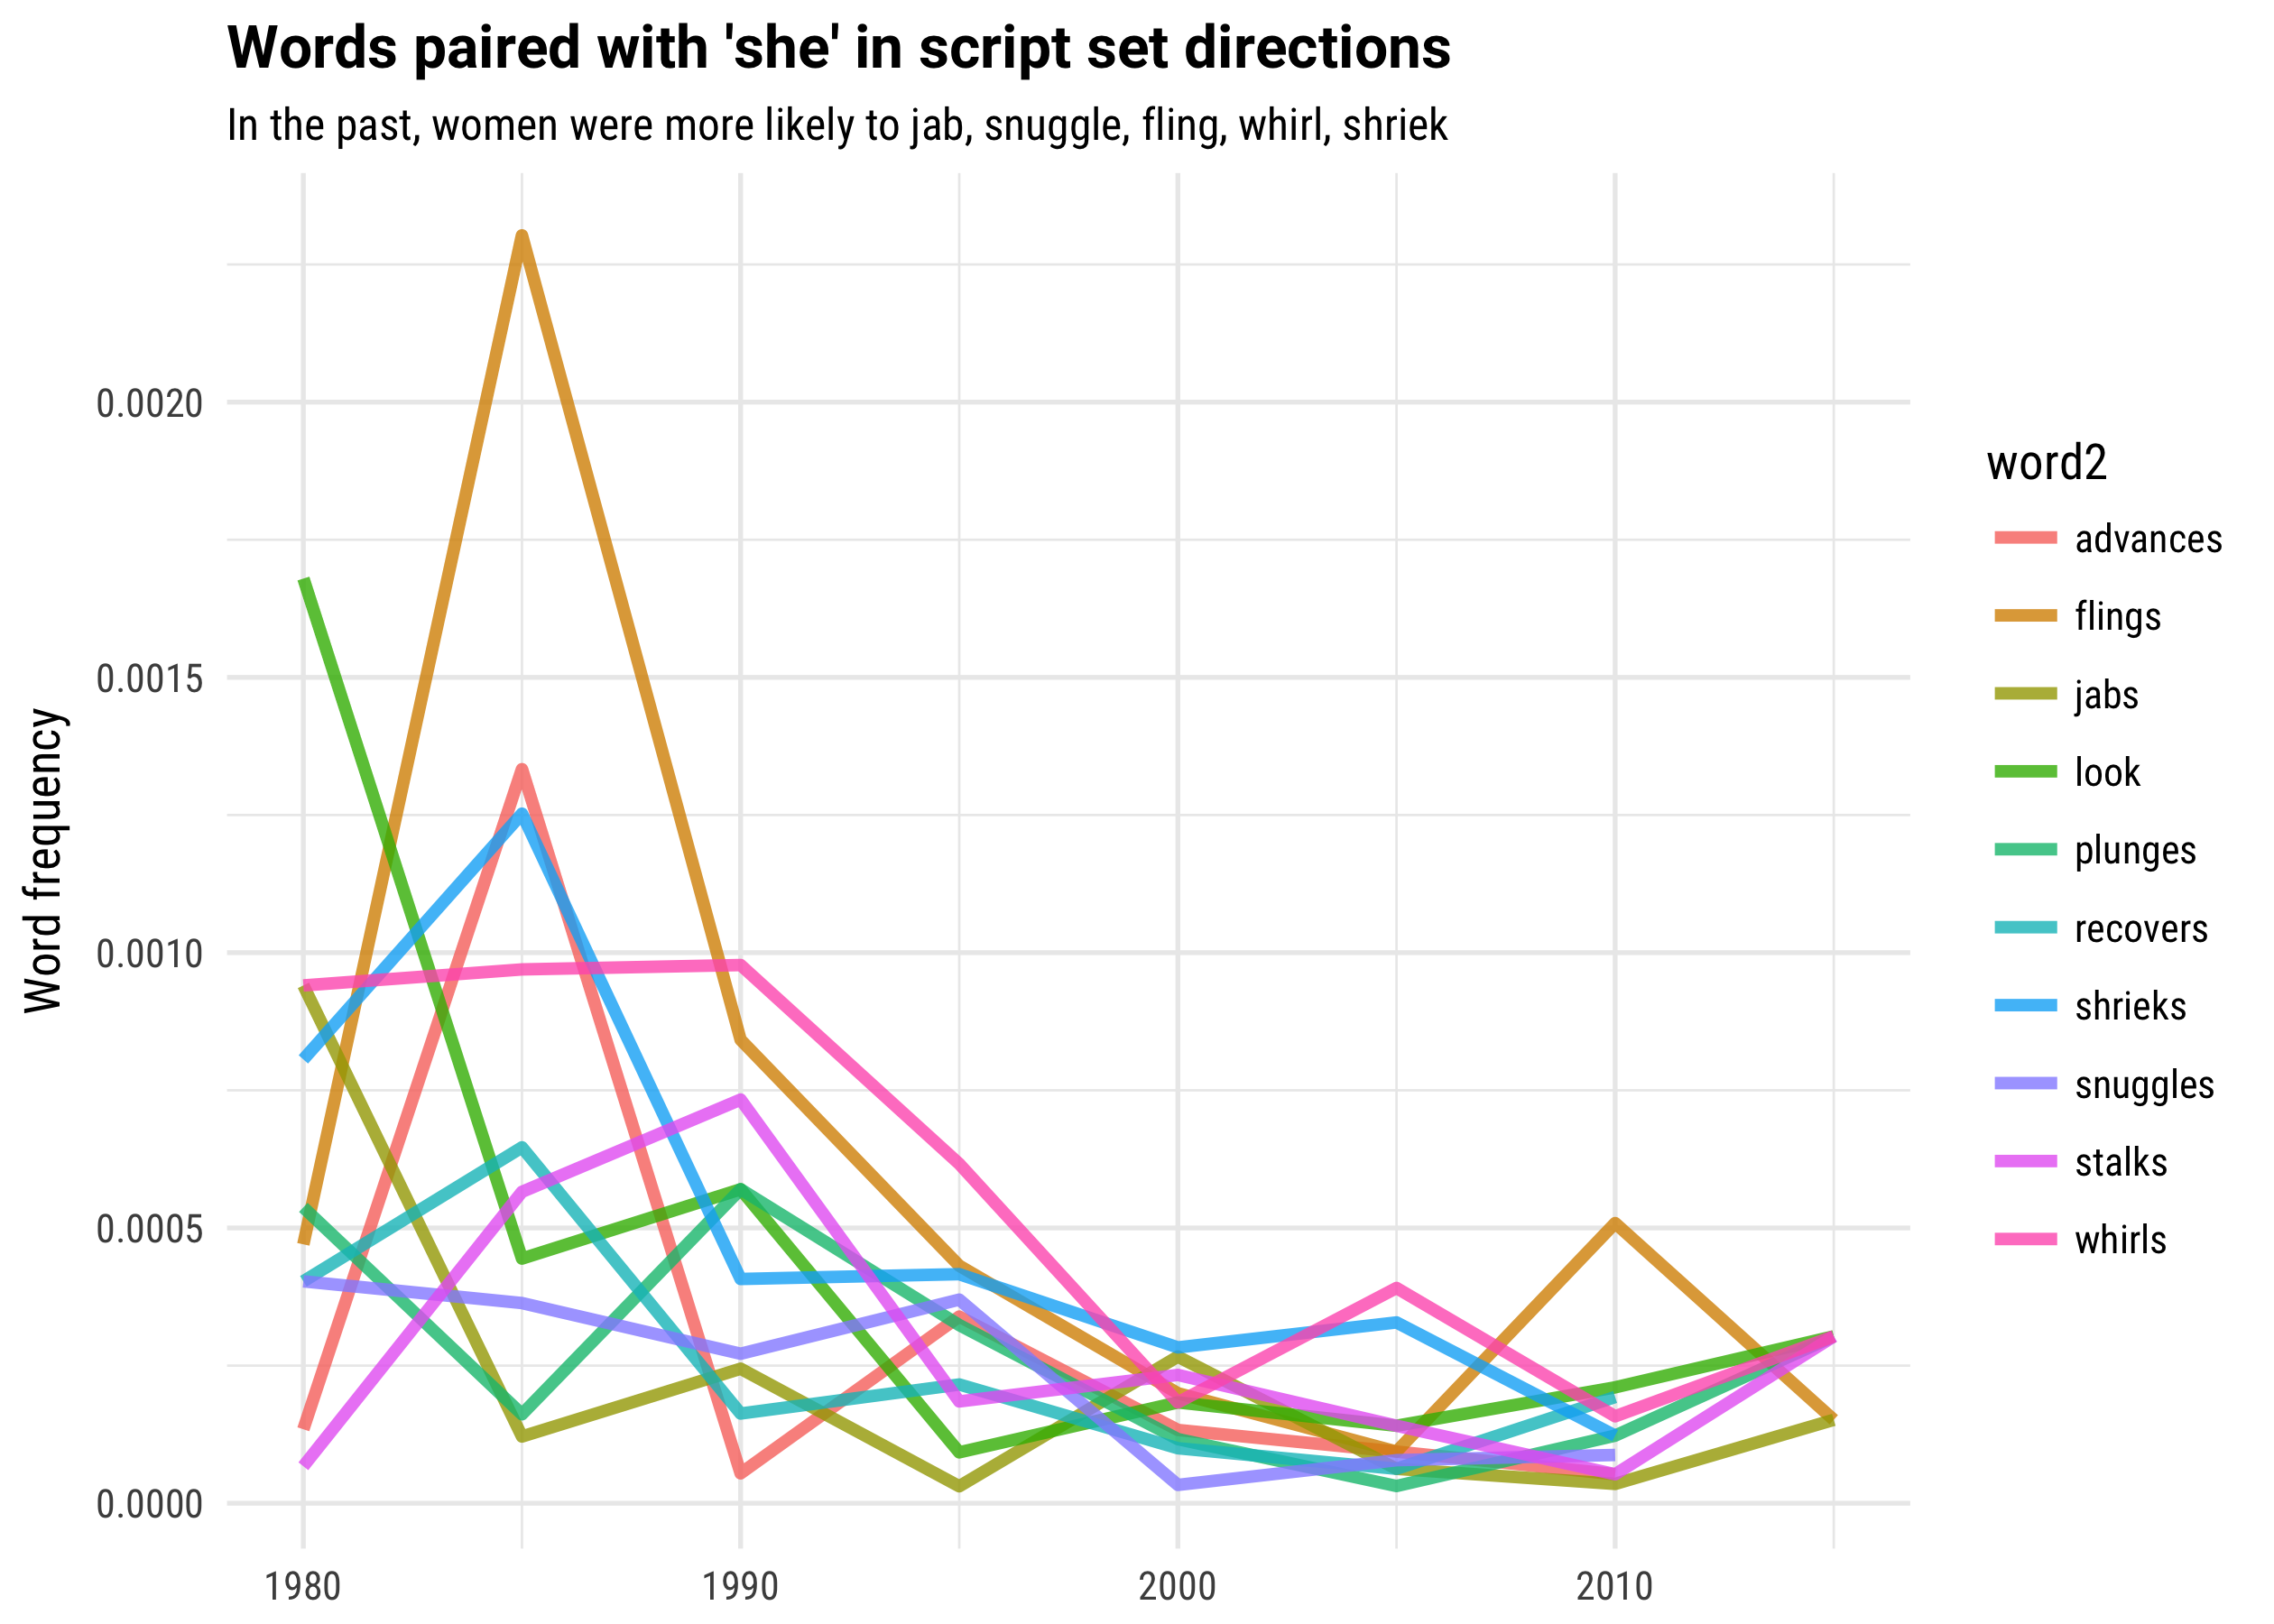 Words paired with 'she' in script set directions
In the past, women were more likely to jab, snuggle, fling, whirl, shriek
Word frequency
0.0020
0.0015
0.0010
0.0005
0.0000
1980
1990
2000
2010
word2
advances
flings
jabs
look
plunges
recovers
shrieks
snuggles
stalks
whirls